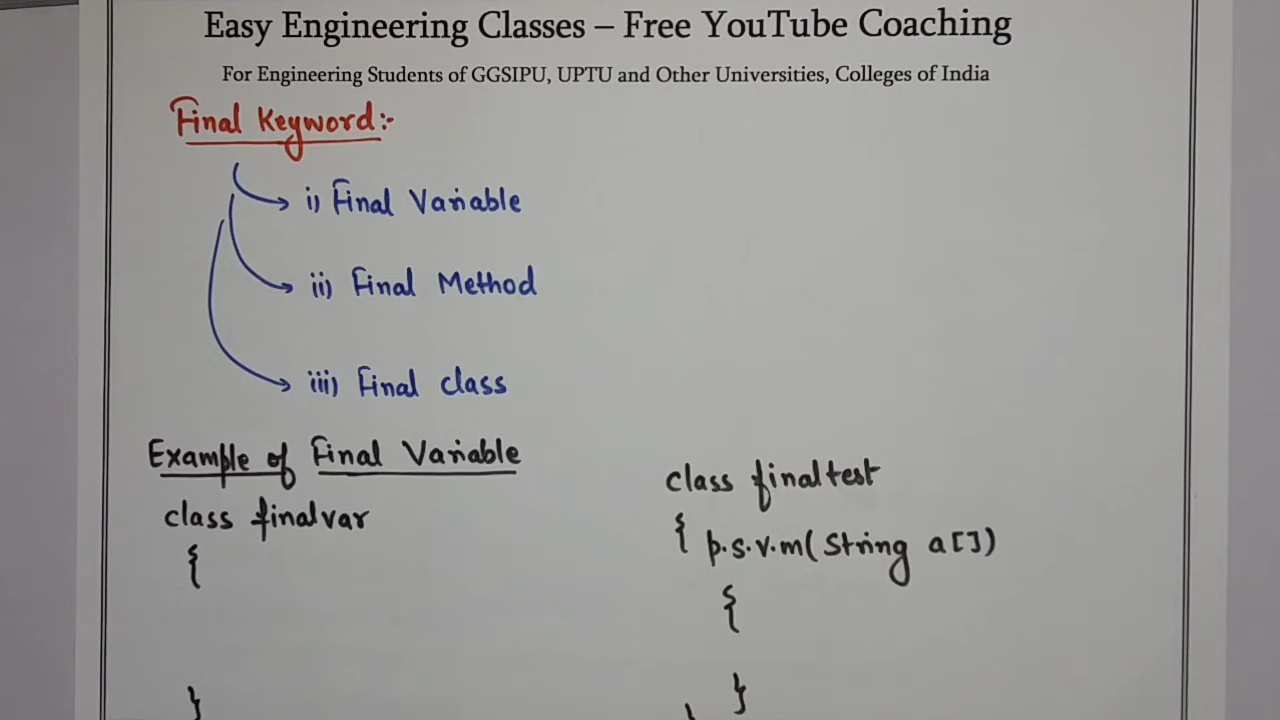 Easy Engineering Classes – Free YouTube Coaching
For Engineering Students of GGSIPU, UPTU and Other Universities, Colleges of India
Final Keyword:-
i) Final Variable
ii) Final Method
iii) Final class
Example of Final Variable
class finalvar
{
}
class finaltest
{ p.s.v.m(String a[])
{
}
}